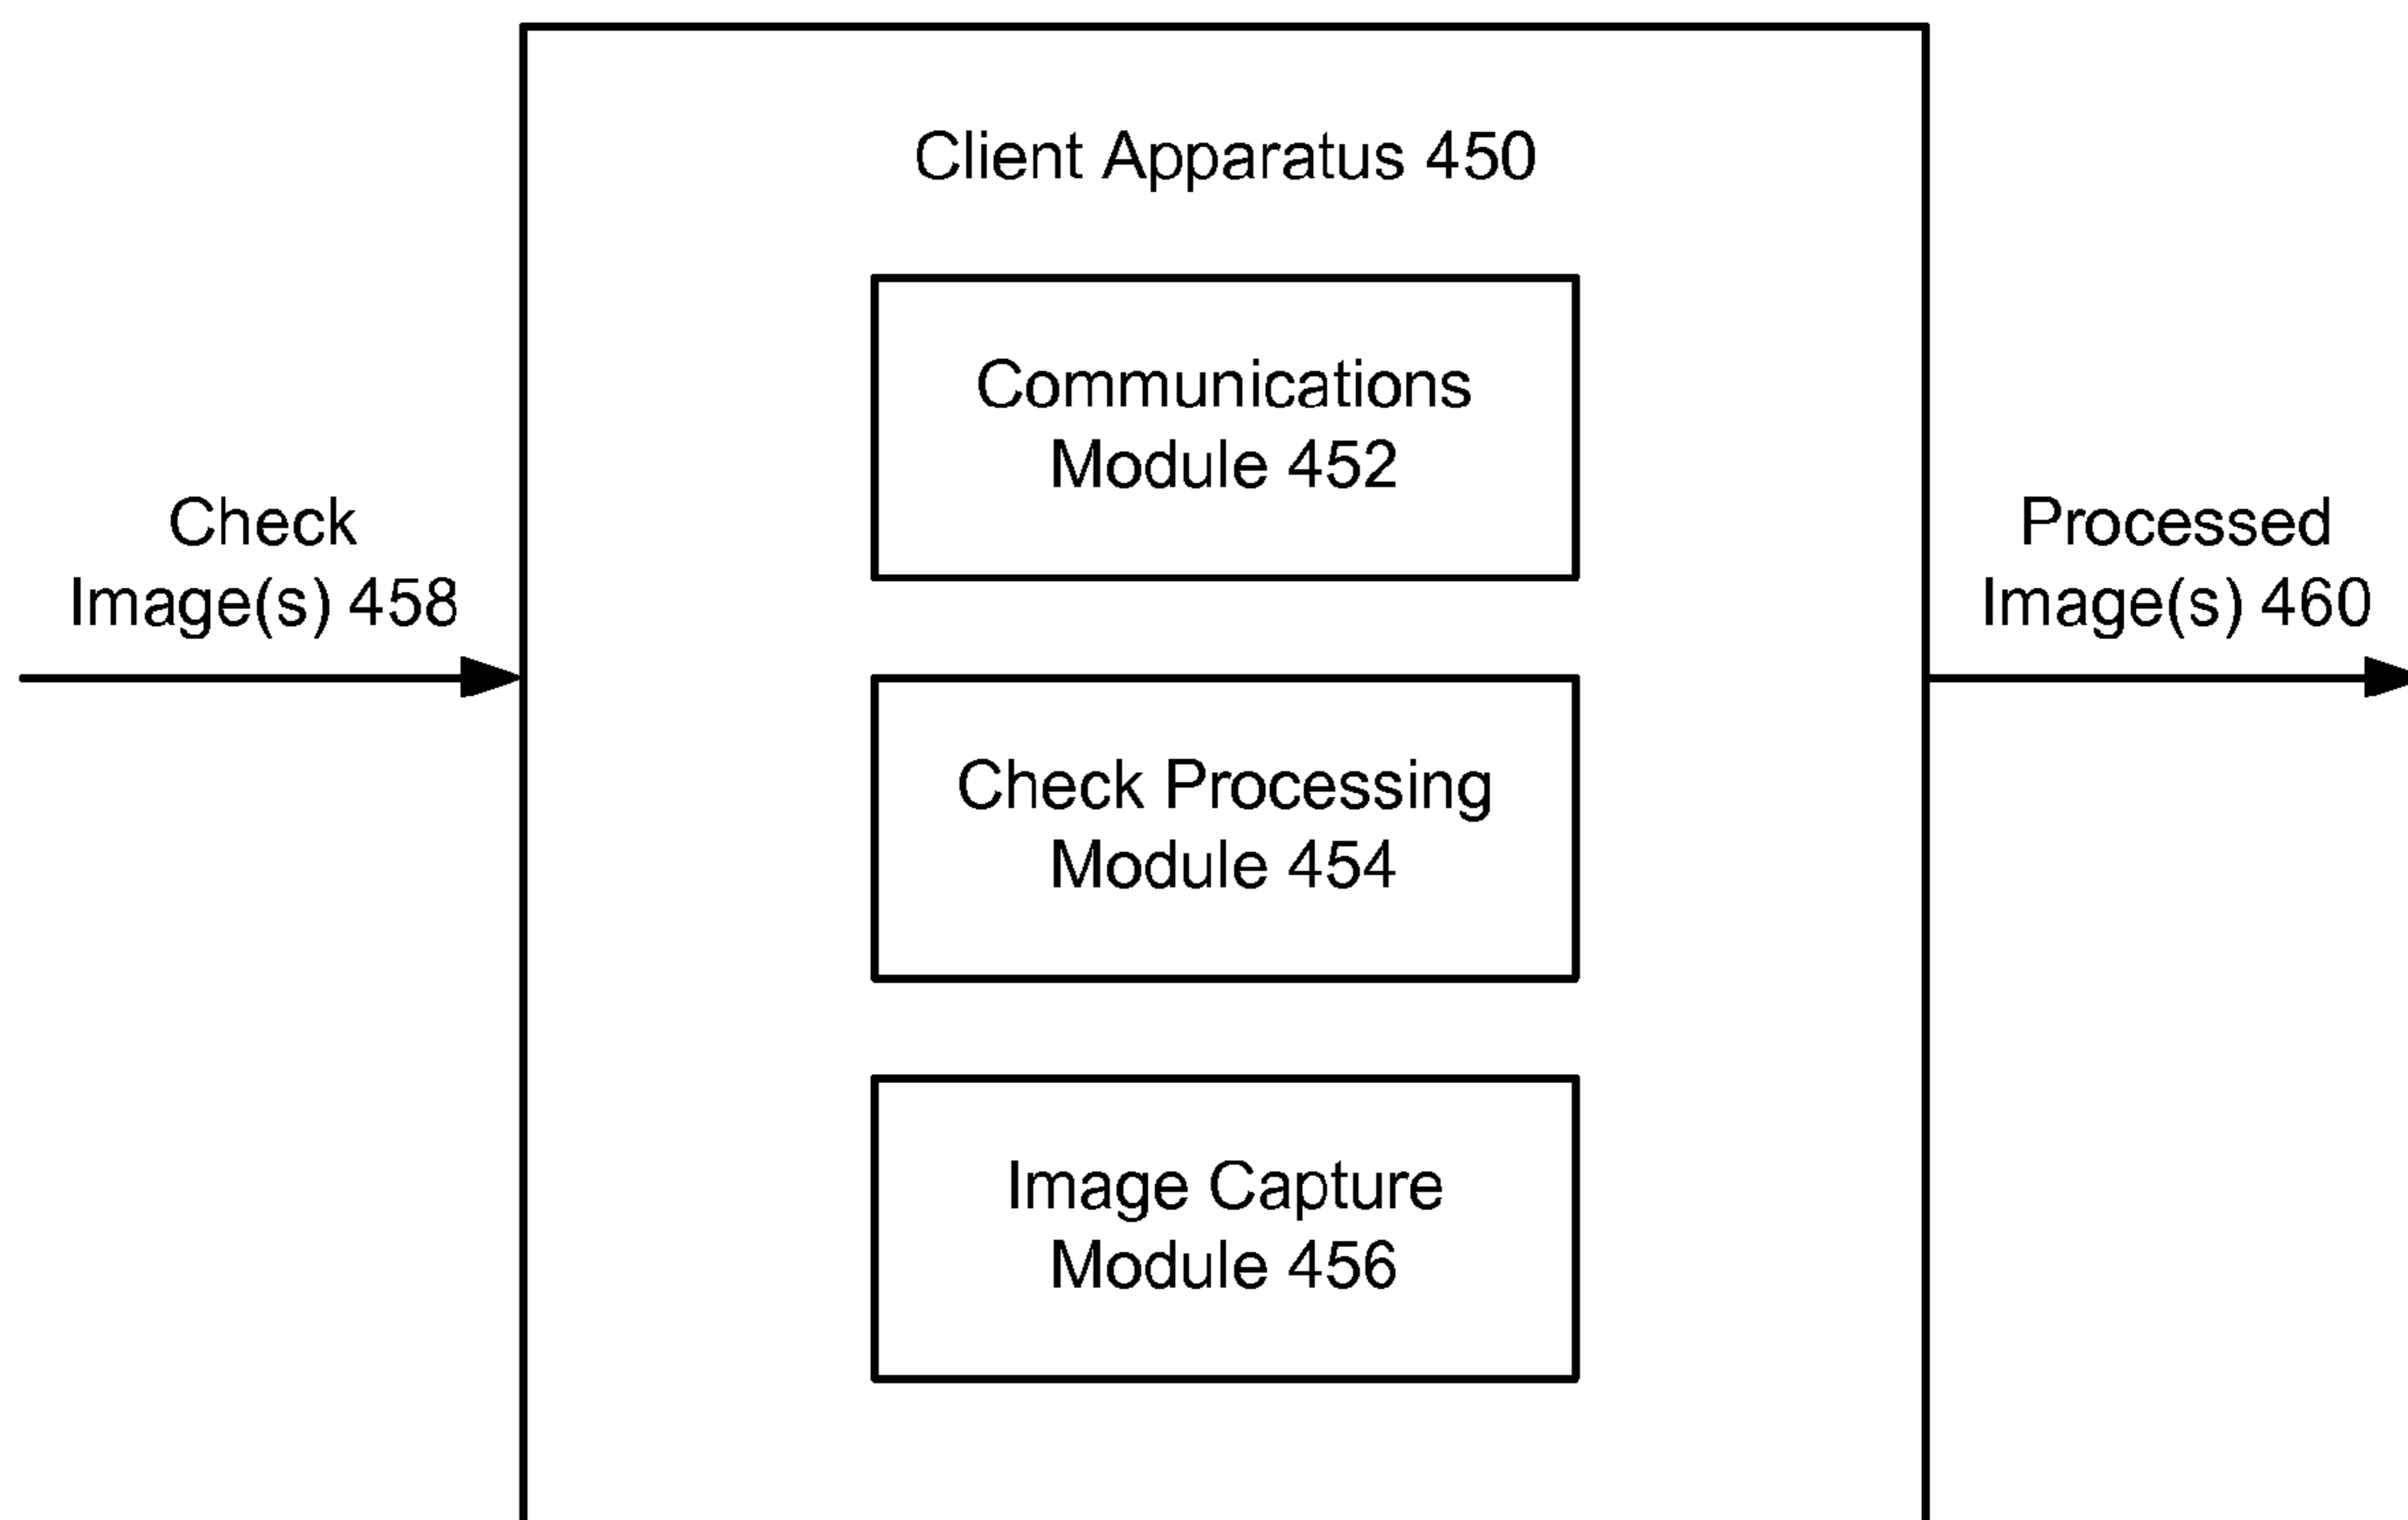 Client Apparatus 450
Communications
Module 452
Check
Image(s) 458
Processed
Image(s) 460
Check Processing
Module 454
Image Capture
Module 456